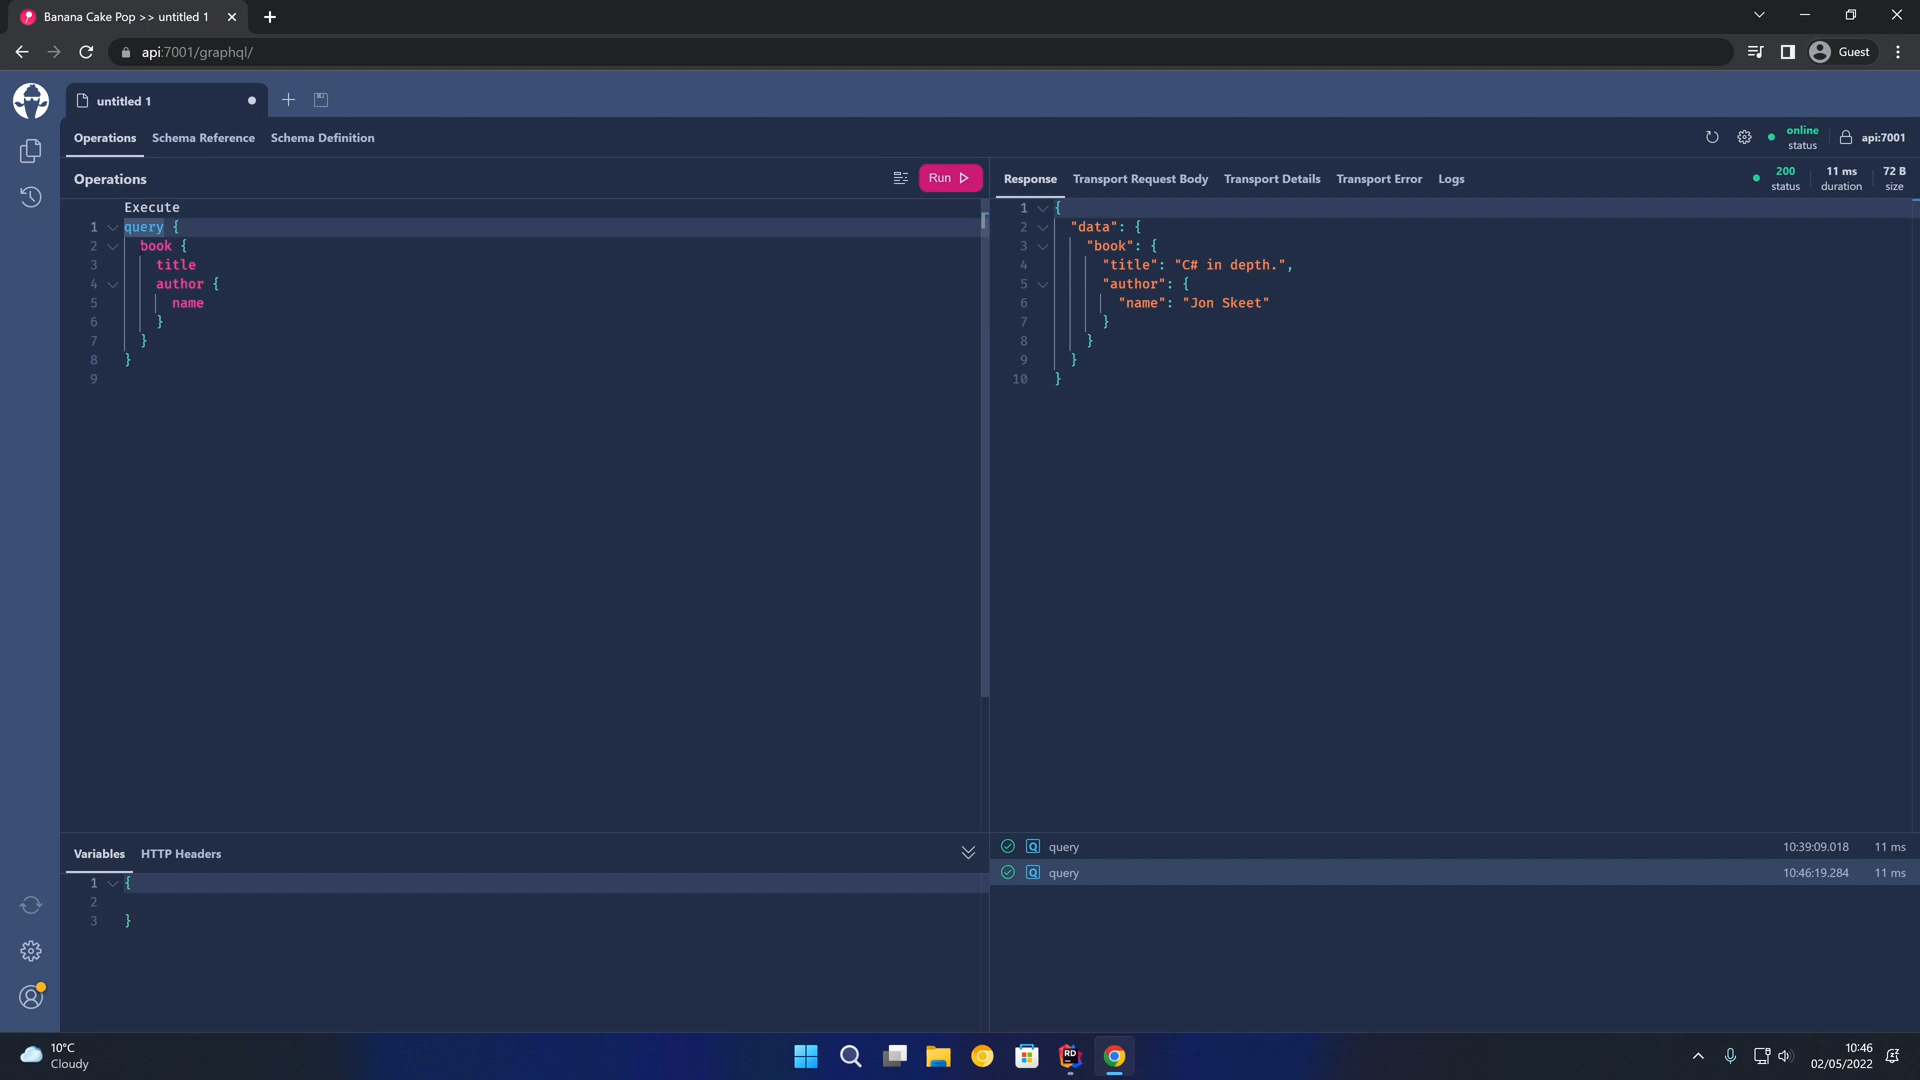 Banana Cake Pop >> untitled 1
api:7001/graphql/
Guest
untitled 1
Operations Schema Reference Schema Definition
online
status
api:7001
Operations
Run
Response Transport Request Body Transport Details Transport Error Logs
200
status
11 ms
duration
72 B
size
Execute
1 query {
2 book {
3 title
4 author {
5 name
6 }
7 }
8 }
9
1 {
2 "data": {
3 "book": {
4 "title": "C# in depth.",
5 "author": {
6 "name": "Jon Skeet"
7 }
8 }
9 }
10 }
Variables HTTP Headers
1 {
2
3 }
Q query 10:39:09.018 11 ms
Q query 10:46:19.284 11 ms
10°C
Cloudy
RD
10:46
02/05/2022